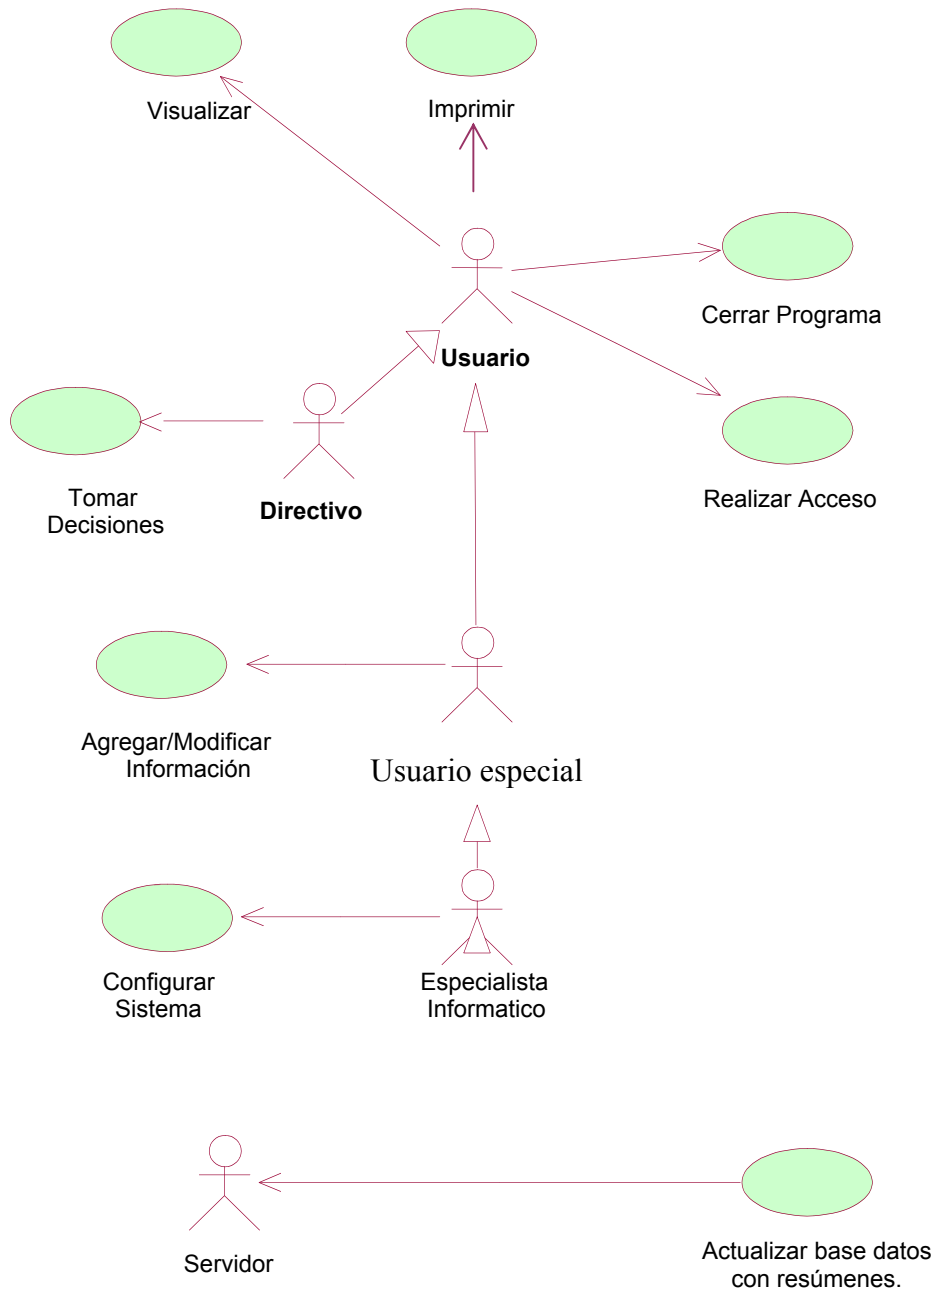 Visualizar
Imprimir
Cerrar Programa
Usuario
Tomar
Decisiones
Directivo
Realizar Acceso
Agregar/Modificar
Información
Usuario especial
Configurar
Sistema
Especialista
Informatico
Servidor
Actualizar base datos
con resúmenes.